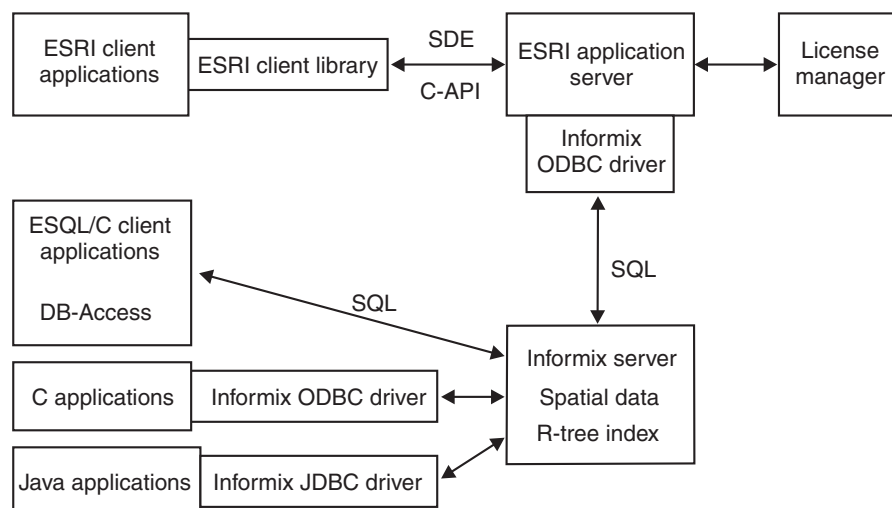 ESRI client
applications
ESRI client library
SDE
C-API
ESRI application
server
License
manager
Informix
ODBC driver
SQL
ESQL/C client
applications
DB-Access
SQL
Informix server
Spatial data
R-tree index
C applications
Informix ODBC driver
Java applications
Informix JDBC driver